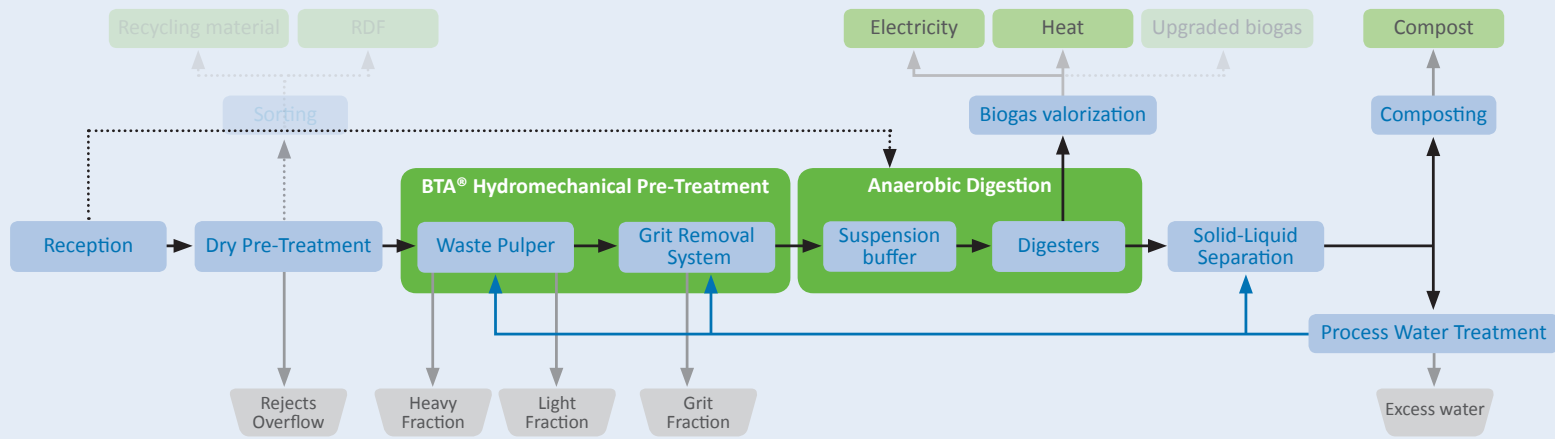 Recycling material
RDF
Electricity
Heat
Upgraded biogas
Compost
Sorting
Biogas valorization
Composting
BTA® Hydromechanical Pre-Treatment
Anaerobic Digestion
Reception
Dry Pre-Treatment
Waste Pulper
Grit Removal
System
Suspension
buffer
Digesters
Solid-Liquid
Separation
Process Water Treatment
Rejects
Overflow
Heavy
Fraction
Light
Fraction
Grit
Fraction
Excess water